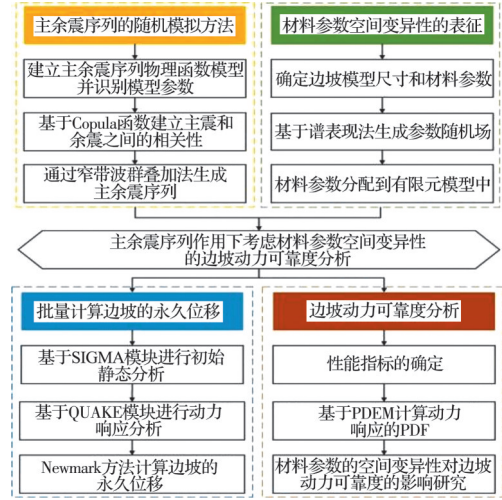 主余震序列的随机模拟方法
建立主余震序列物理函数模型
并识别模型参数
基于Copula函数建立主震和
余震之间的相关性
通过窄带波群叠加法生成
主余震序列
材料参数空间变异性的表征
确定边坡模型尺寸和材料参数
基于谱表现法生成参数随机场
材料参数分配到有限元模型中
主余震序列作用下考虑材料参数空间变异性
的边坡动力可靠度分析
批量计算边坡的永久位移
基于SIGMA模块进行初始
静态分析
基于QUAKE模块进行动力
响应分析
Newmark方法计算边坡的
永久位移
边坡动力可靠度分析
性能指标的确定
基于PDEM计算动力
响应的PDF
材料参数的空间变异性对边坡
动力可靠度的影响研究